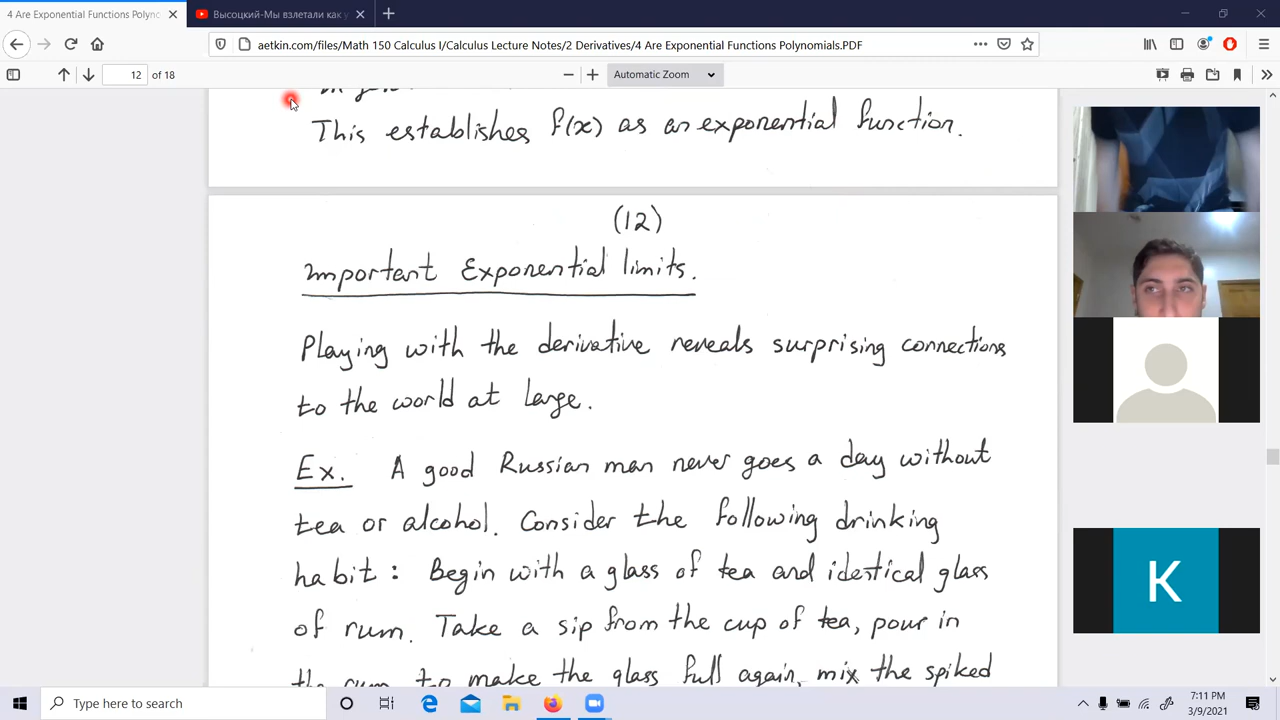 4 Are Exponential Functions Polync
Высоцкий-Мы взлетали как у
aetkin.com/files/Math 150 Calculus I/Calculus Lecture Notes/2 Derivatives/4 Are Exponential Functions Polynomials.PDF
12 of 18
Automatic Zoom
This establishes f(x) as an exponential function.
(12)
Important Exponential limits.
Playing with the derivative reveals surprising connections
to the world at large.
Ex. A good Russian man never goes a day without
tea or alcohol. Consider the following drinking
habit: Begin with a glass of tea and identical glass
of rum. Take a sip from the cup of tea, pour in
the rum to make the glass full again, mix the spiked
K
Type here to search
7:11 PM
3/9/2021